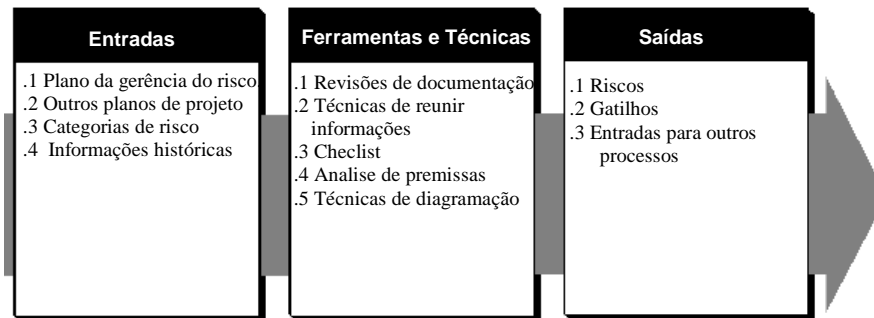 Entradas
.1 Plano da gerência do risco
.2 Outros planos de projeto
.3 Categorias de risco
.4 Informações históricas
Ferramentas e Técnicas
.1 Revisões de documentação
.2 Técnicas de reunir
informações
.3 Checlist
.4 Analise de premissas
.5 Técnicas de diagramação
Saídas
.1 Riscos
.2 Gatilhos
.3 Entradas para outros
processos